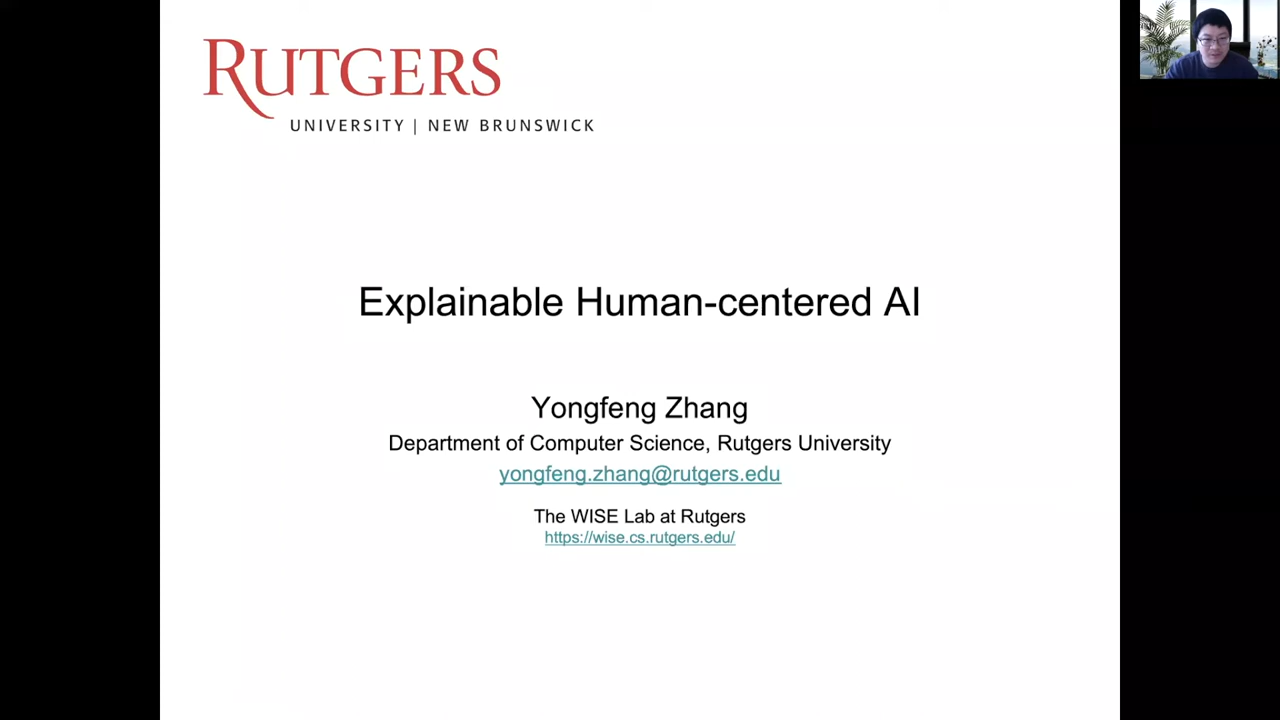 RUTGERS
UNIVERSITY | NEW BRUNSWICK
Explainable Human-centered AI
Yongfeng Zhang
Department of Computer Science, Rutgers University
yongfeng.zhang@rutgers.edu
The WISE Lab at Rutgers
https://wise.cs.rutgers.edu/